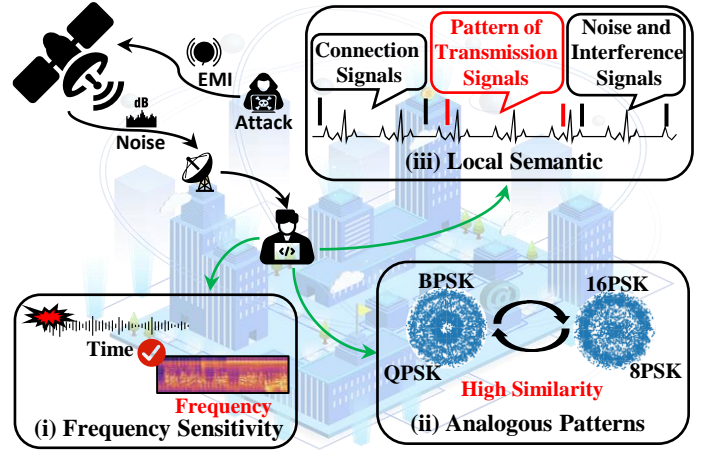 EMI
Attack
dB
Noise
Connection
Signals
Pattern of
Transmission
Signals
Noise and
Interference
Signals
(iii) Local Semantic
</>
Time
Frequency
(i) Frequency Sensitivity
BPSK
16PSK
QPSK
8PSK
High Similarity
(ii) Analogous Patterns